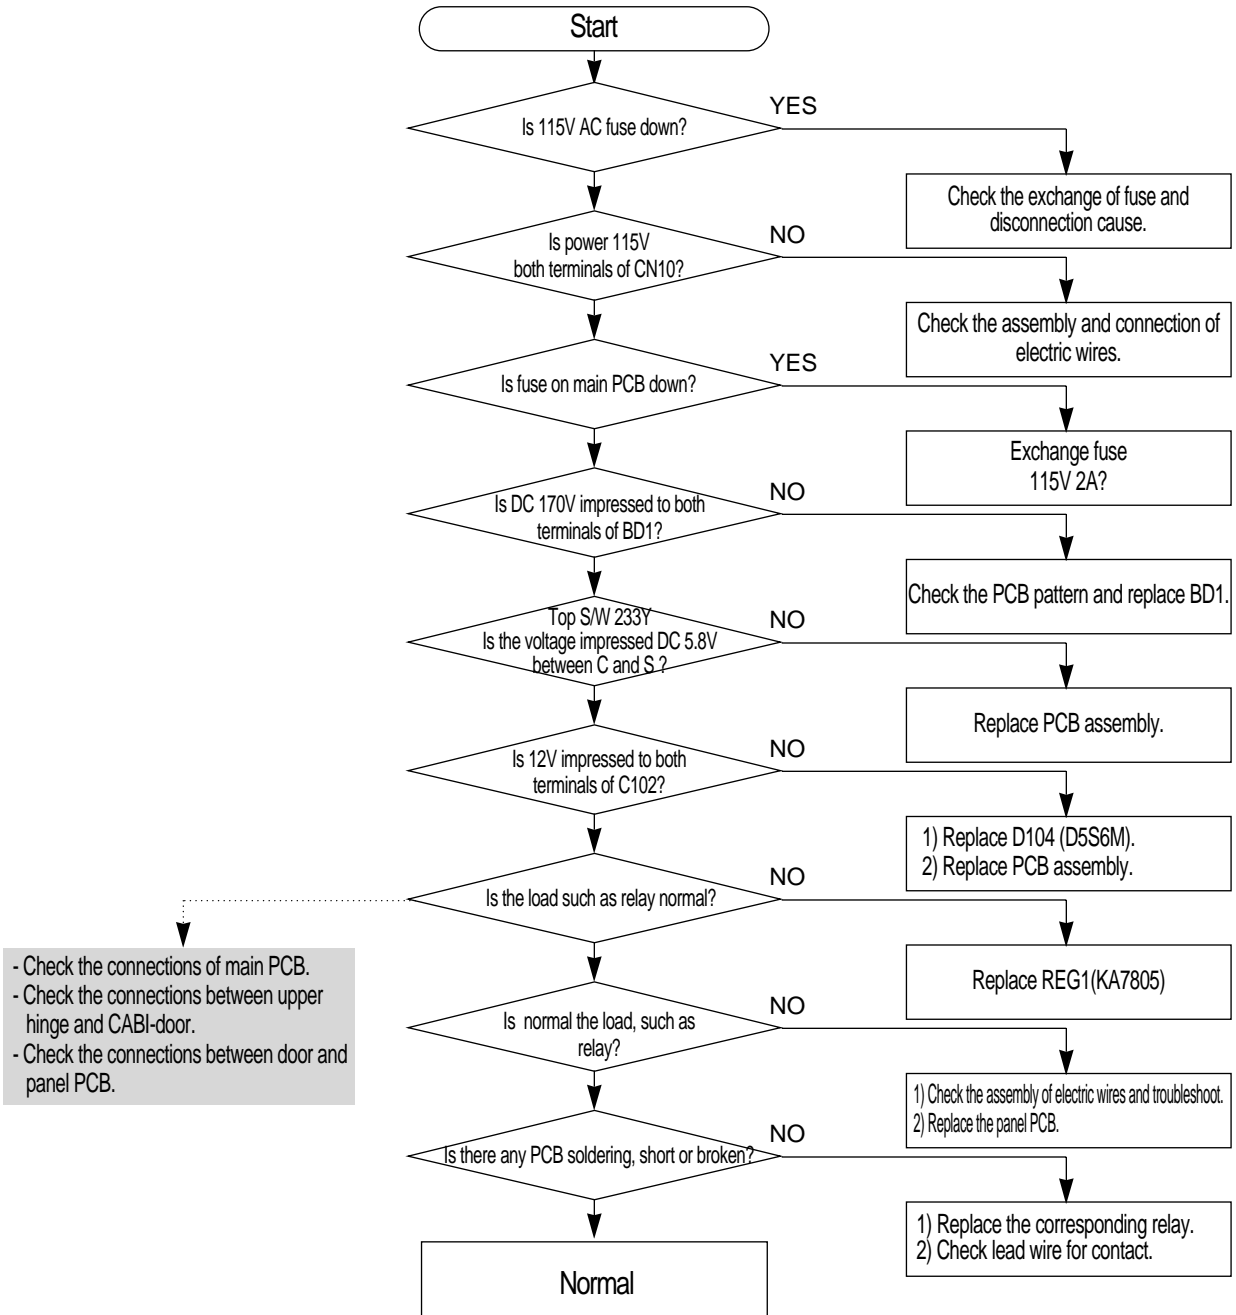 Start
Is 115V AC fuse down?
YES
Check the exchange of fuse and
disconnection cause.
Is power 115V
both terminals of CN10?
NO
Check the assembly and connection of
electric wires.
Is fuse on main PCB down?
YES
Exchange fuse
115V 2A?
Is DC 170V impressed to both
terminals of BD1?
NO
Check the PCB pattern and replace BD1.
Top S/W 233Y
Is the voltage impressed DC 5.8V
between C and S ?
NO
Replace PCB assembly.
Is 12V impressed to both
terminals of C102?
NO
1) Replace D104 (D5S6M).
2) Replace PCB assembly.
Is the load such as relay normal?
NO
Replace REG1(KA7805)
- Check the connections of main PCB.
- Check the connections between upper
hinge and CABI-door.
- Check the connections between door and
panel PCB.
Is  normal the load, such as
relay?
NO
1) Check the assembly of electric wires and troubleshoot.
2) Replace the panel PCB.
Is there any PCB soldering, short or broken?
NO
1) Replace the corresponding relay.
2) Check lead wire for contact.
Normal